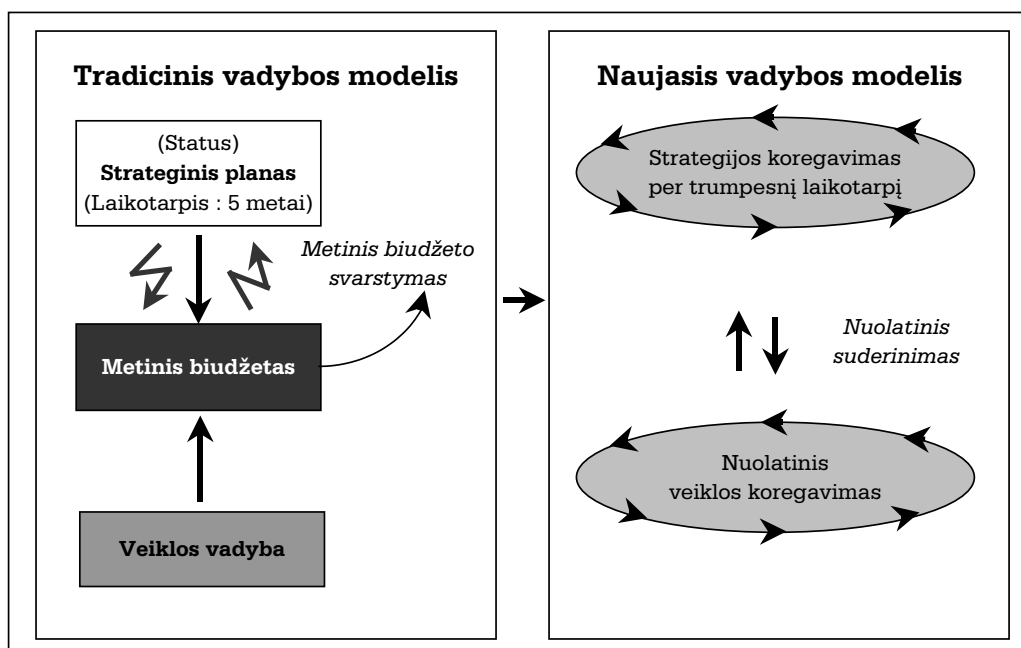 Tradicinis vadybos modelis
(Status)
Strateginis planas
(Laikotarpis : 5 metai)
Metinis biudžeto
svarstymas
Metinis biudžetas
Veiklos vadyba
Naujasis vadybos modelis
Strategijos koregavimas
per trumpesnį laikotarpį
Nuolatinis
suderinimas
Nuolatinis
veiklos koregavimas